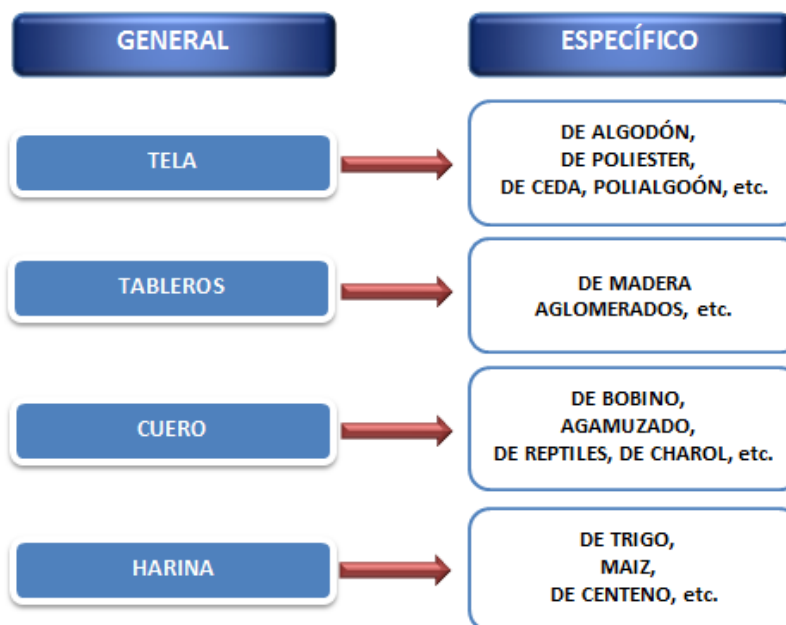 GENERAL
ESPECÍFICO
TELA
DE ALGODÓN,
DE POLIESTER,
DE CEDA, POLIALGOÓN, etc.
TABLEROS
DE MADERA
AGLOMERADOS, etc.
CUERO
DE BOBINO,
AGAMUZADO,
DE REPTILES, DE CHAROL, etc.
HARINA
DE TRIGO,
MAIZ,
DE CENTENO, etc.